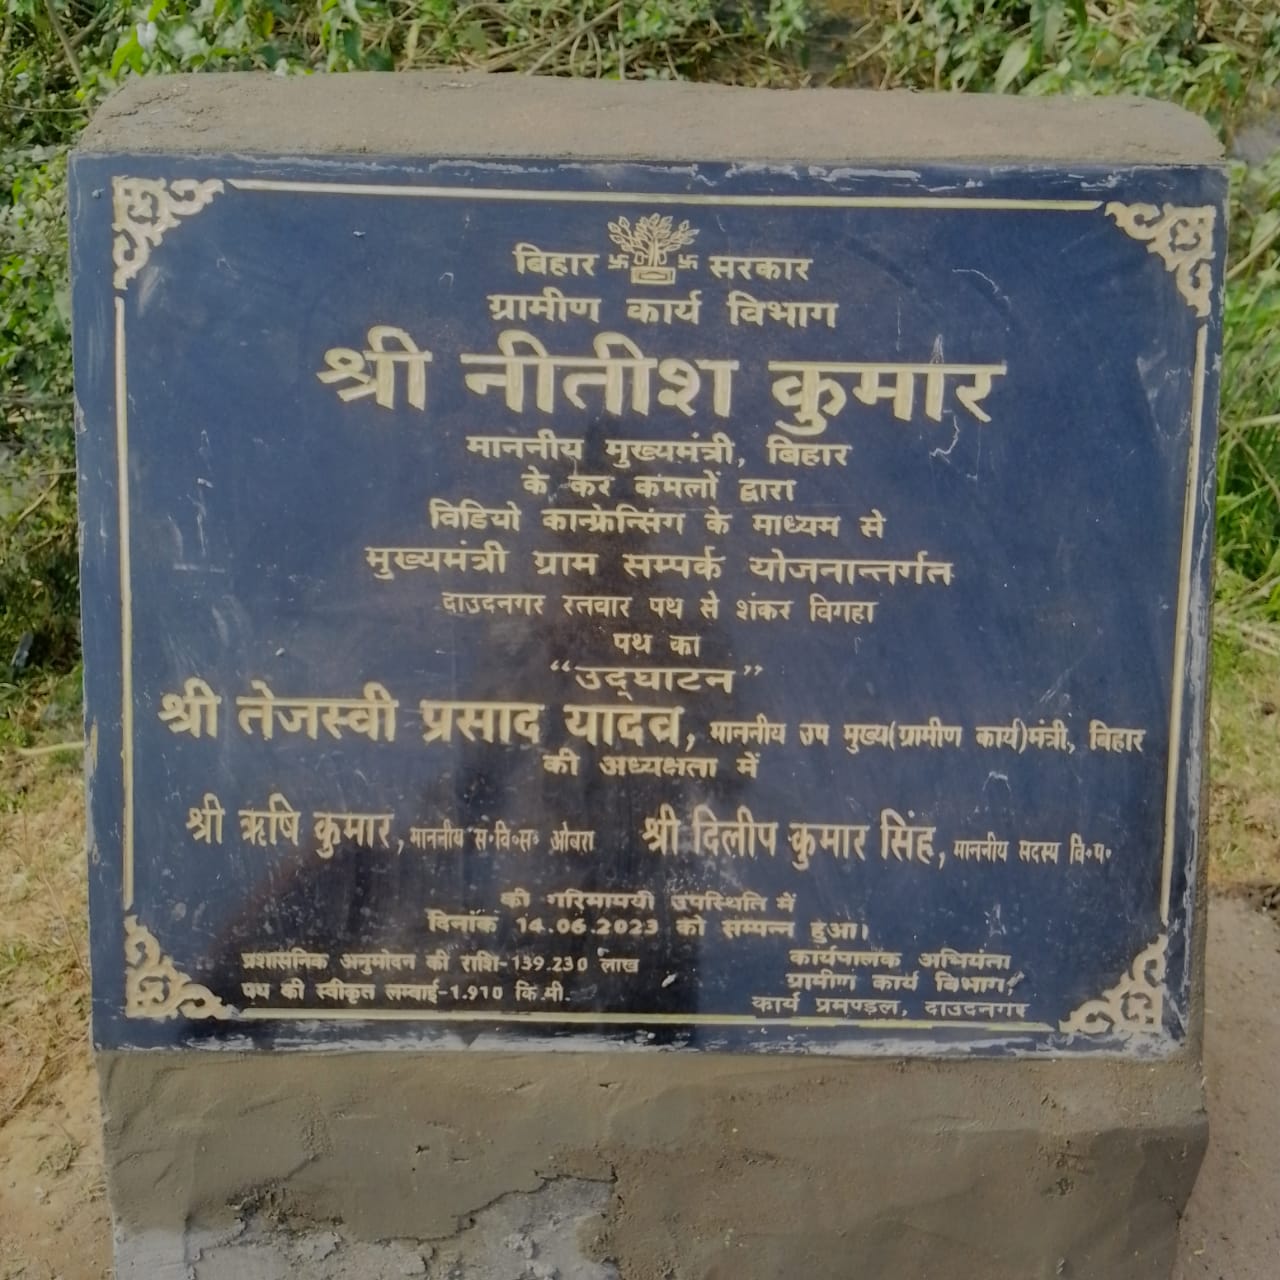 बिहार सरकार
ग्रामीण कार्य विभाग
श्री नीतीश कुमार
माननीय मुख्यमंत्री, बिहार
के कर कमलों द्वारा
विडियो कान्फ्रेन्सिंग के माध्यम से
मुख्यमंत्री ग्राम सम्पर्क योजनान्तर्गत
दाउदनगर रतवार पथ से शंकर विगहा
पथ का
“उद्घाटन”
श्री तेजस्वी प्रसाद यादव, माननीय उप मुख्य(ग्रामीण कार्य)मंत्री, बिहार
की अध्यक्षता में
श्री ऋषि कुमार, माननीय स॰वि॰स॰ ओबरा श्री दिलीप कुमार सिंह, माननीय सदस्य वि॰प॰
की गरिमामयी उपस्थिति में
दिनांक 14.06.2023 को सम्पन्न हुआ।
प्रशासनिक अनुमोदन की राशि-139.230 लाख
पथ की स्वीकृत लम्बाई-1.910 कि.मी.
कार्यपालक अभियंता
ग्रामीण कार्य विभाग,
कार्य प्रमण्डल, दाउदनगर